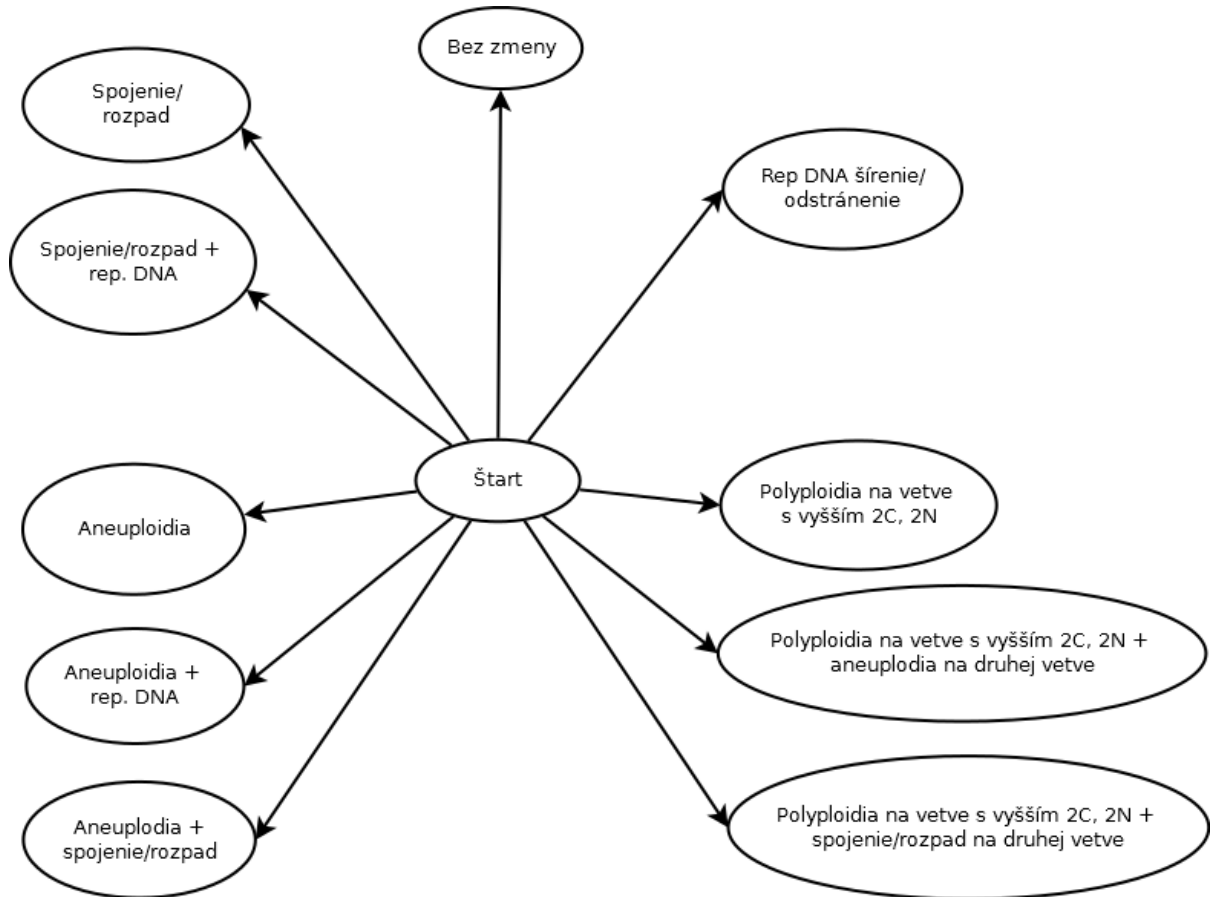 Bez zmeny
Spojenie/
rozpad
Rep DNA šírenie/
odstránenie
Spojenie/rozpad +
rep. DNA
Štart
Aneuploidia
Polyploidia na vetve
s vyšším 2C, 2N
Polyploidia na vetve s vyšším 2C, 2N +
aneuplodia na druhej vetve
Aneuploidia +
rep. DNA
Aneuplodia +
spojenie/rozpad
Polyploidia na vetve s vyšším 2C, 2N +
spojenie/rozpad na druhej vetve